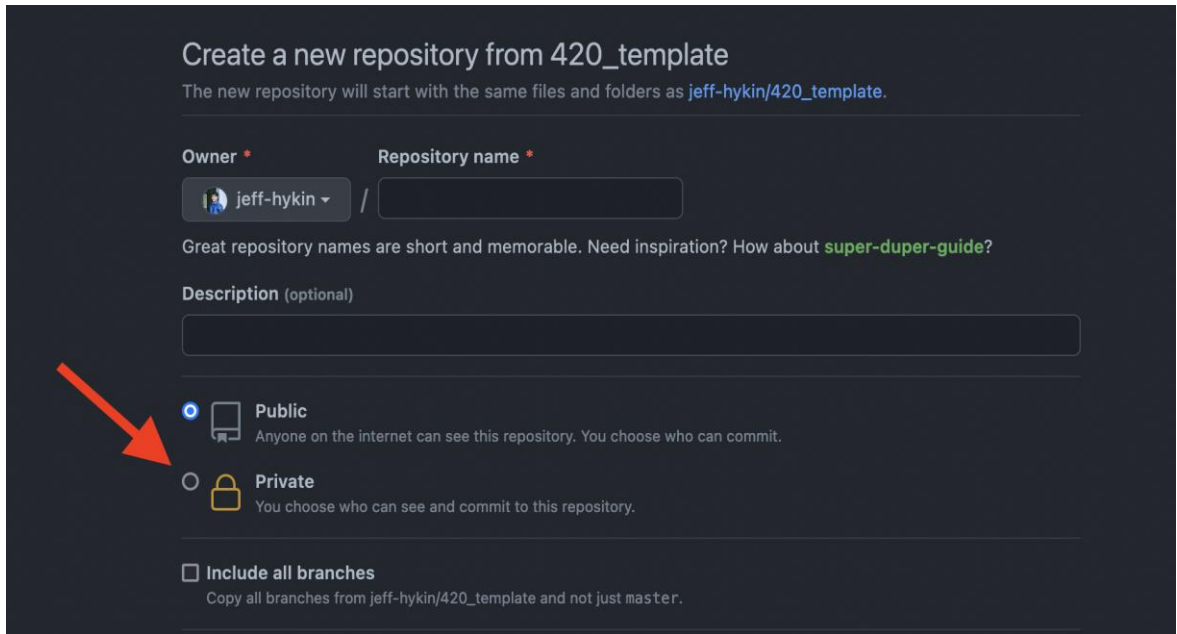 Create a new repository from 420_template
The new repository will start with the same files and folders as jeff-hykin/420_template.
Owner * Repository name *
jeff-hykin /
Great repository names are short and memorable. Need inspiration? How about super-duper-guide?
Description (optional)
Public
Anyone on the internet can see this repository. You choose who can commit.
Private
You choose who can see and commit to this repository.
Include all branches
Copy all branches from jeff-hykin/420_template and not just master.